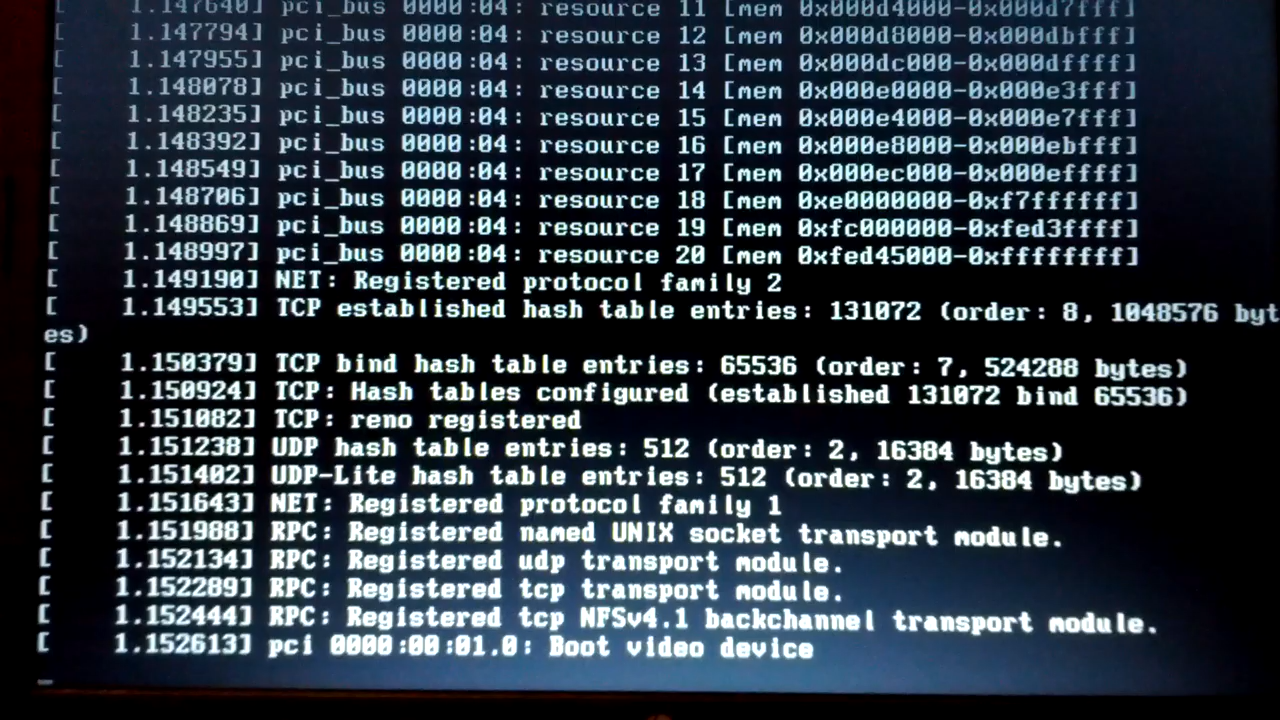 [    1.147640] pci_bus 0000:04: resource 11 [mem 0x000d4000-0x000d7fff]
[    1.147794] pci_bus 0000:04: resource 12 [mem 0x000d8000-0x000dbfff]
[    1.147955] pci_bus 0000:04: resource 13 [mem 0x000dc000-0x000dffff]
[    1.148078] pci_bus 0000:04: resource 14 [mem 0x000e0000-0x000e3fff]
[    1.148235] pci_bus 0000:04: resource 15 [mem 0x000e4000-0x000e7fff]
[    1.148392] pci_bus 0000:04: resource 16 [mem 0x000e8000-0x000ebfff]
[    1.148549] pci_bus 0000:04: resource 17 [mem 0x000ec000-0x000effff]
[    1.148706] pci_bus 0000:04: resource 18 [mem 0xe0000000-0xf7ffffff]
[    1.148869] pci_bus 0000:04: resource 19 [mem 0xfc000000-0xfed3ffff]
[    1.148997] pci_bus 0000:04: resource 20 [mem 0xfed45000-0xffffffff]
[    1.149190] NET: Registered protocol family 2
[    1.149553] TCP established hash table entries: 131072 (order: 8, 1048576 byt
es)
[    1.150379] TCP bind hash table entries: 65536 (order: 7, 524288 bytes)
[    1.150924] TCP: Hash tables configured (established 131072 bind 65536)
[    1.151082] TCP: reno registered
[    1.151238] UDP hash table entries: 512 (order: 2, 16384 bytes)
[    1.151402] UDP-Lite hash table entries: 512 (order: 2, 16384 bytes)
[    1.151643] NET: Registered protocol family 1
[    1.151988] RPC: Registered named UNIX socket transport module.
[    1.152134] RPC: Registered udp transport module.
[    1.152289] RPC: Registered tcp transport module.
[    1.152444] RPC: Registered tcp NFSv4.1 backchannel transport module.
[    1.152613] pci 0000:00:01.0: Boot video device